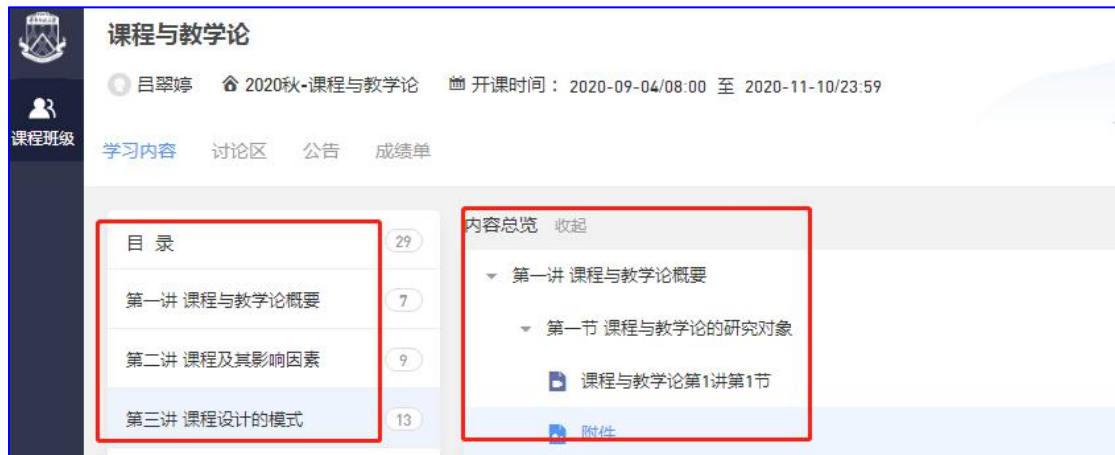 课程与教学论
吕翠婷 2020秋-课程与教学论 开课时间： 2020-09-04/08:00 至 2020-11-10/23:59
课程班级
学习内容 讨论区 公告 成绩单
目 录 29
第一讲 课程与教学论概要 7
第二讲 课程及其影响因素 9
第三讲 课程设计的模式 13
内容总览 收起
第一讲 课程与教学论概要
第一节 课程与教学论的研究对象
课程与教学论第1讲第1节
附件